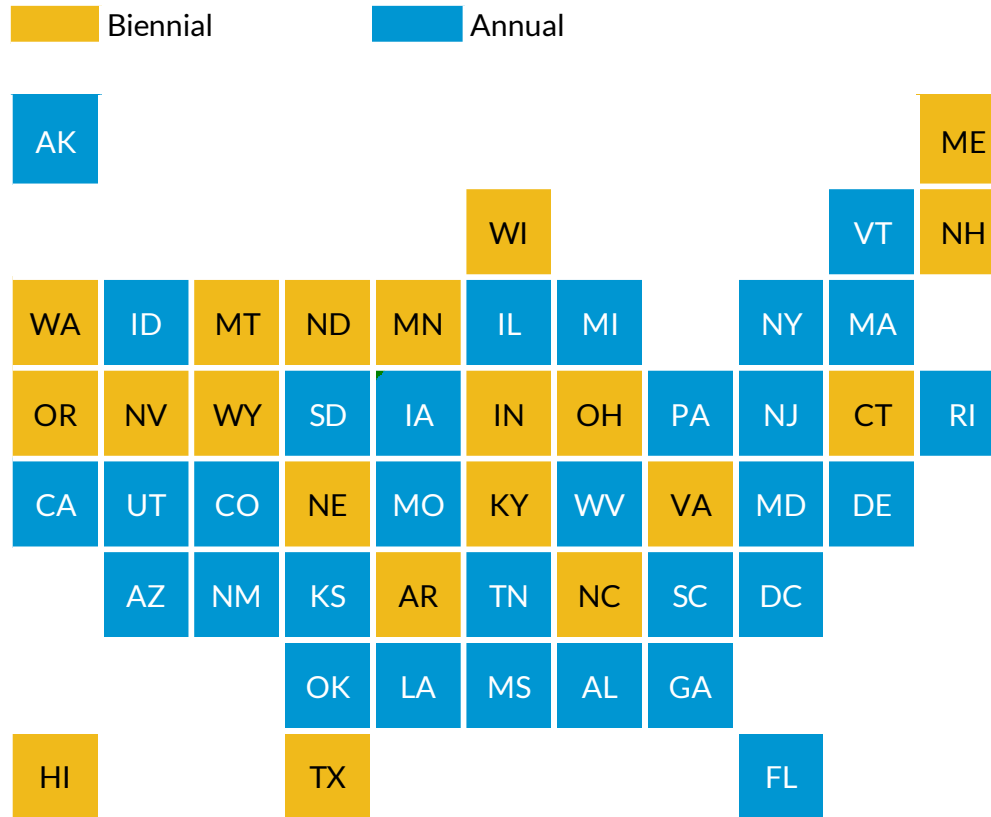 Biennial Annual
AK ME
WI VT NH
WA ID MT ND MN IL MI NY MA
OR NV WY SD IA IN OH PA NJ CT RI
CA UT CO NE MO KY WV VA MD DE
AZ NM KS AR TN NC SC DC
OK LA MS AL GA
HI TX FL